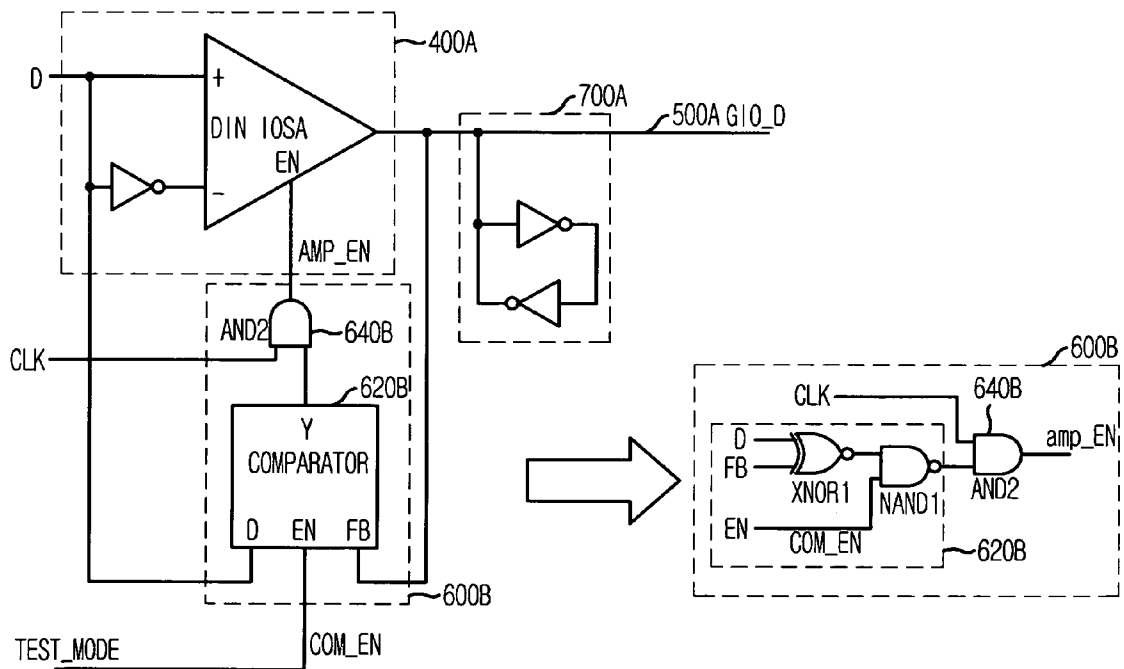 400A
D
+
DIN IOSA
EN
-
700A
500A GIO_D
AMP_EN
AND2
640B
CLK
620B
Y
COMPARATOR
D EN FB
600B
TEST_MODE
COM_EN
600B
CLK
640B
D
FB
XNOR1
NAND1
AND2
amp_EN
EN
COM_EN
620B